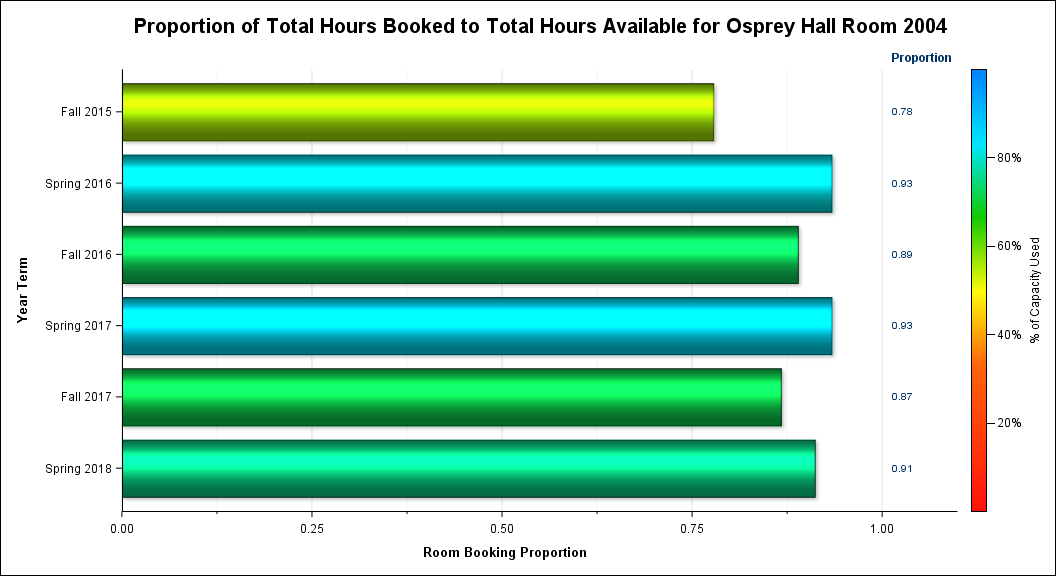 Proportion of Total Hours Booked to Total Hours Available for Osprey Hall Room 2004
Proportion
Fall 2015
0.78
Spring 2016
0.93
Fall 2016
0.89
Spring 2017
0.93
Fall 2017
0.87
Spring 2018
0.91
Year Term
0.00
0.25
0.50
0.75
1.00
Room Booking Proportion
80%
60%
40%
20%
% of Capacity Used